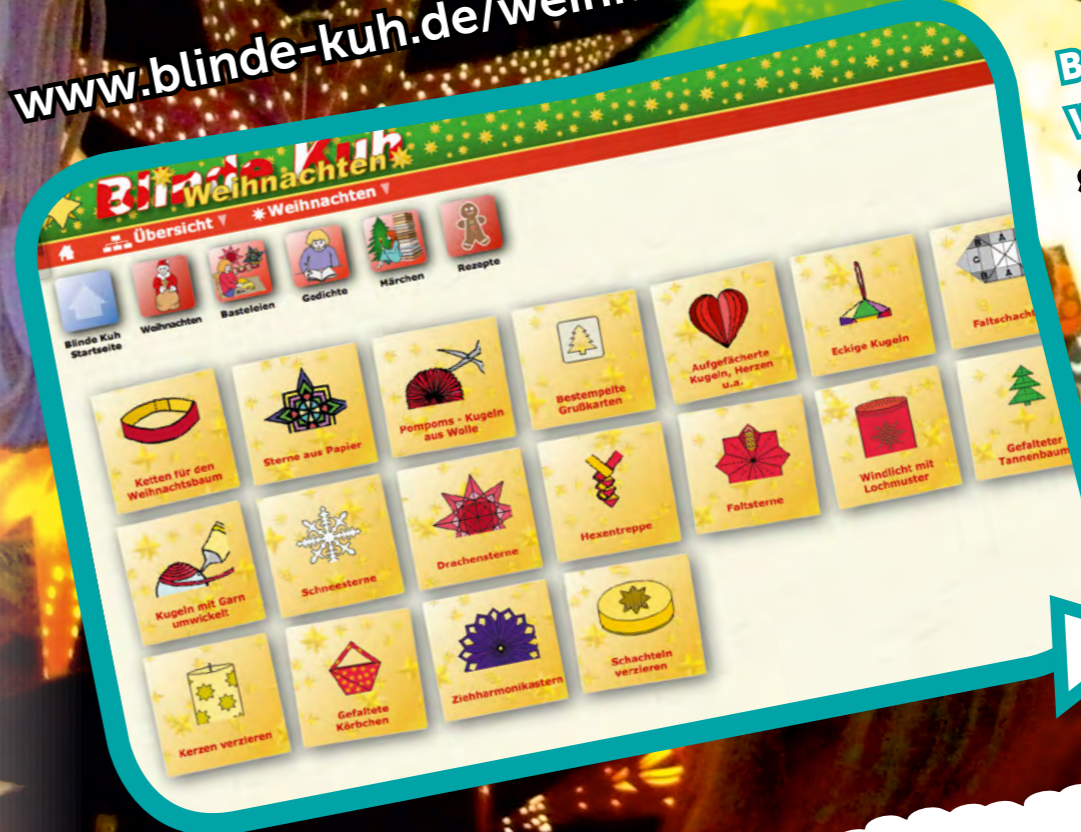 www.blinde-kuh.de/weihn
Blinde Kuh
Weihnachten
Übersicht
Weihnachten
Blinde Kuh
Startseite
Weihnachten
Basteleien
Gedichte
Märchen
Rezepte
Ketten für den
Weihnachtsbaum
Sterne aus Papier
Pompoms - Kugeln
aus Wolle
Bestempelte
Grußkarten
Aufgefächerte
Kugeln, Herzen
u.a.
Eckige Kugeln
Faltschacht
B A
C
B A
Kugeln mit Garn
umwickelt
Schneesterne
Drachensterne
Hexentreppe
Faltsterne
Windlicht mit
Lochmuster
Gefalteter
Tannenbaum
Kerzen verzieren
Gefaltete
Körbchen
Ziehharmonikastern
Schachteln
verzieren
B